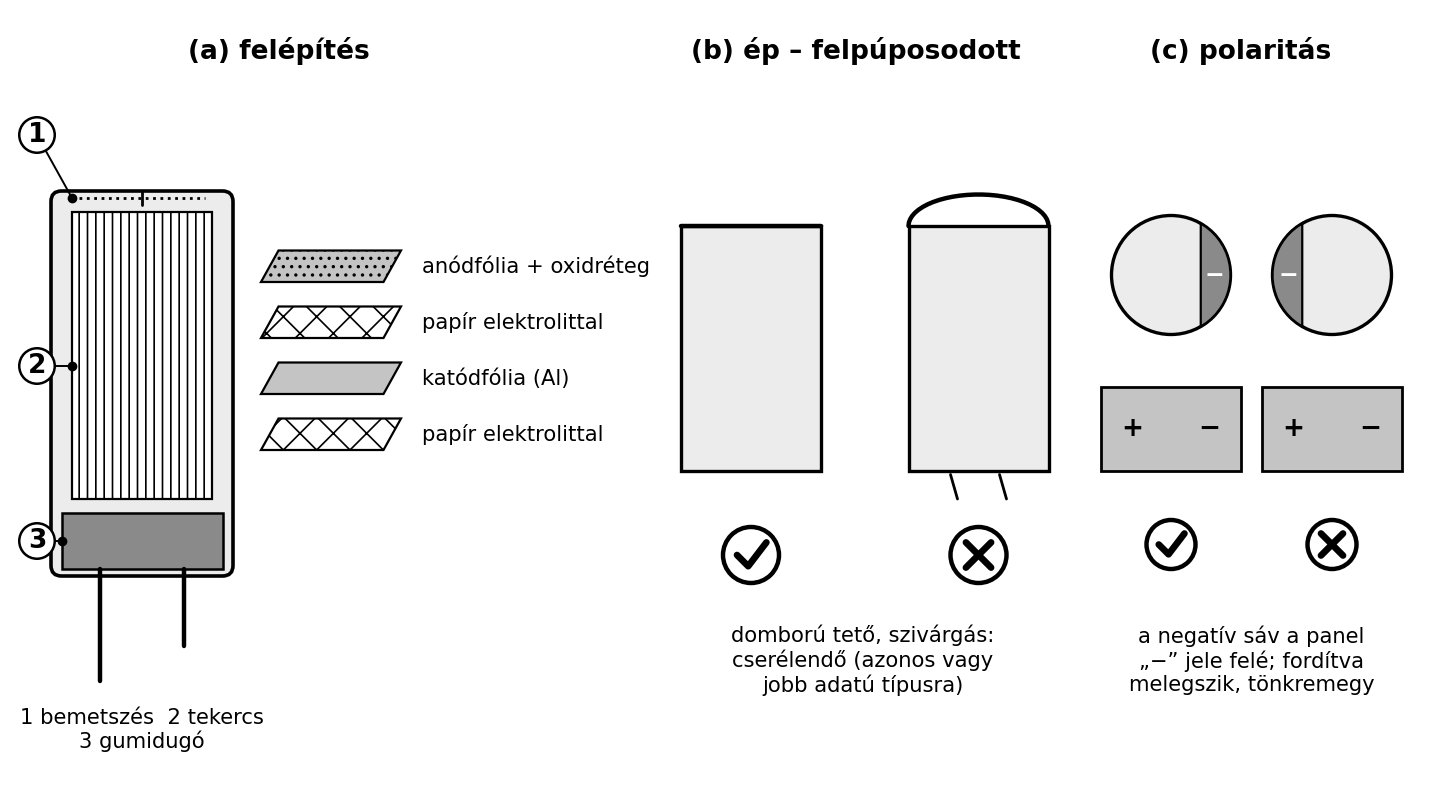 (a) felépítés
1
2
3
anódfólia + oxidréteg
papír elektrolittal
katódfólia (Al)
papír elektrolittal
1 bemetszés  2 tekercs
3 gumidugó
(b) ép – felpúposodott
domború tető, szivárgás:
cserélendő (azonos vagy
jobb adatú típusra)
(c) polaritás
− −
+ − + −
a negatív sáv a panel
„−” jele felé; fordítva
melegszik, tönkremegy